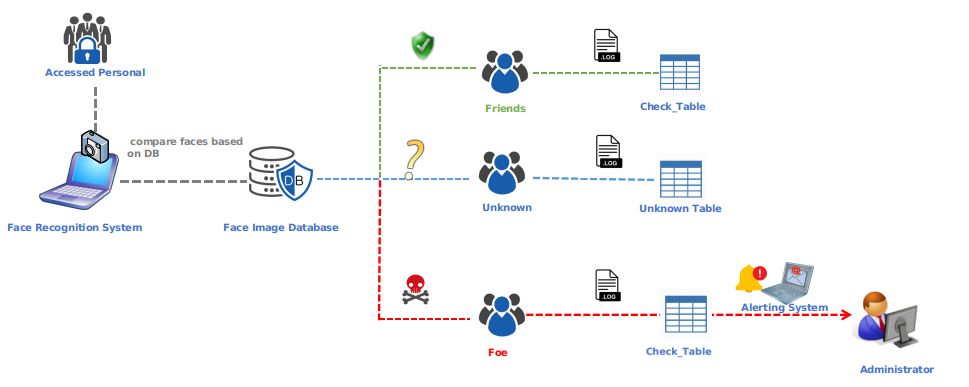 Accessed Personal
compare faces based
on DB
DB
Face Recognition System
Face Image Database
.LOG
Friends
Check_Table
?
.LOG
Unknown
Unknown Table
.LOG
Foe
Check_Table
!
@
Alerting System
Administrator